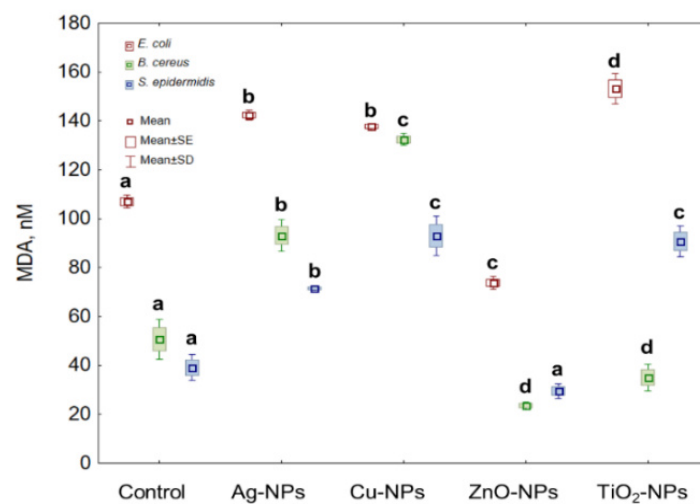 180
160
140
120
100
80
60
40
20
0
MDA, nM
E. coli
B. cereus
S. epidermidis
Mean
Mean±SE
Mean±SD
a
a
a
b
b
b
b
c
c
c
d
a
d
d
c
Control
Ag-NPs
Cu-NPs
ZnO-NPs
TiO₂-NPs